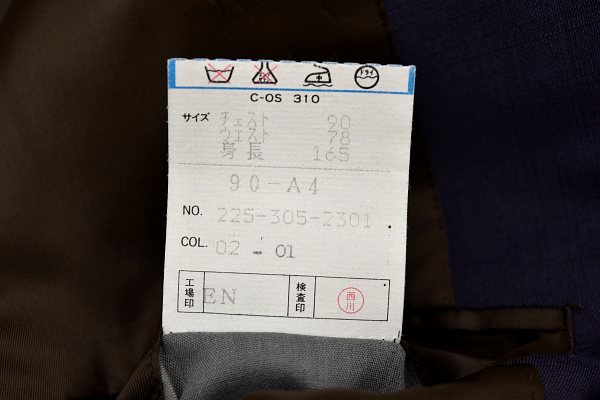 ドライ
C-OS 310
サイズ チェスト 90
ウエスト 78
身長 165
90-A4
NO. 225-305-2301
COL. 02 - 01
工場印 EN 検査印 西川